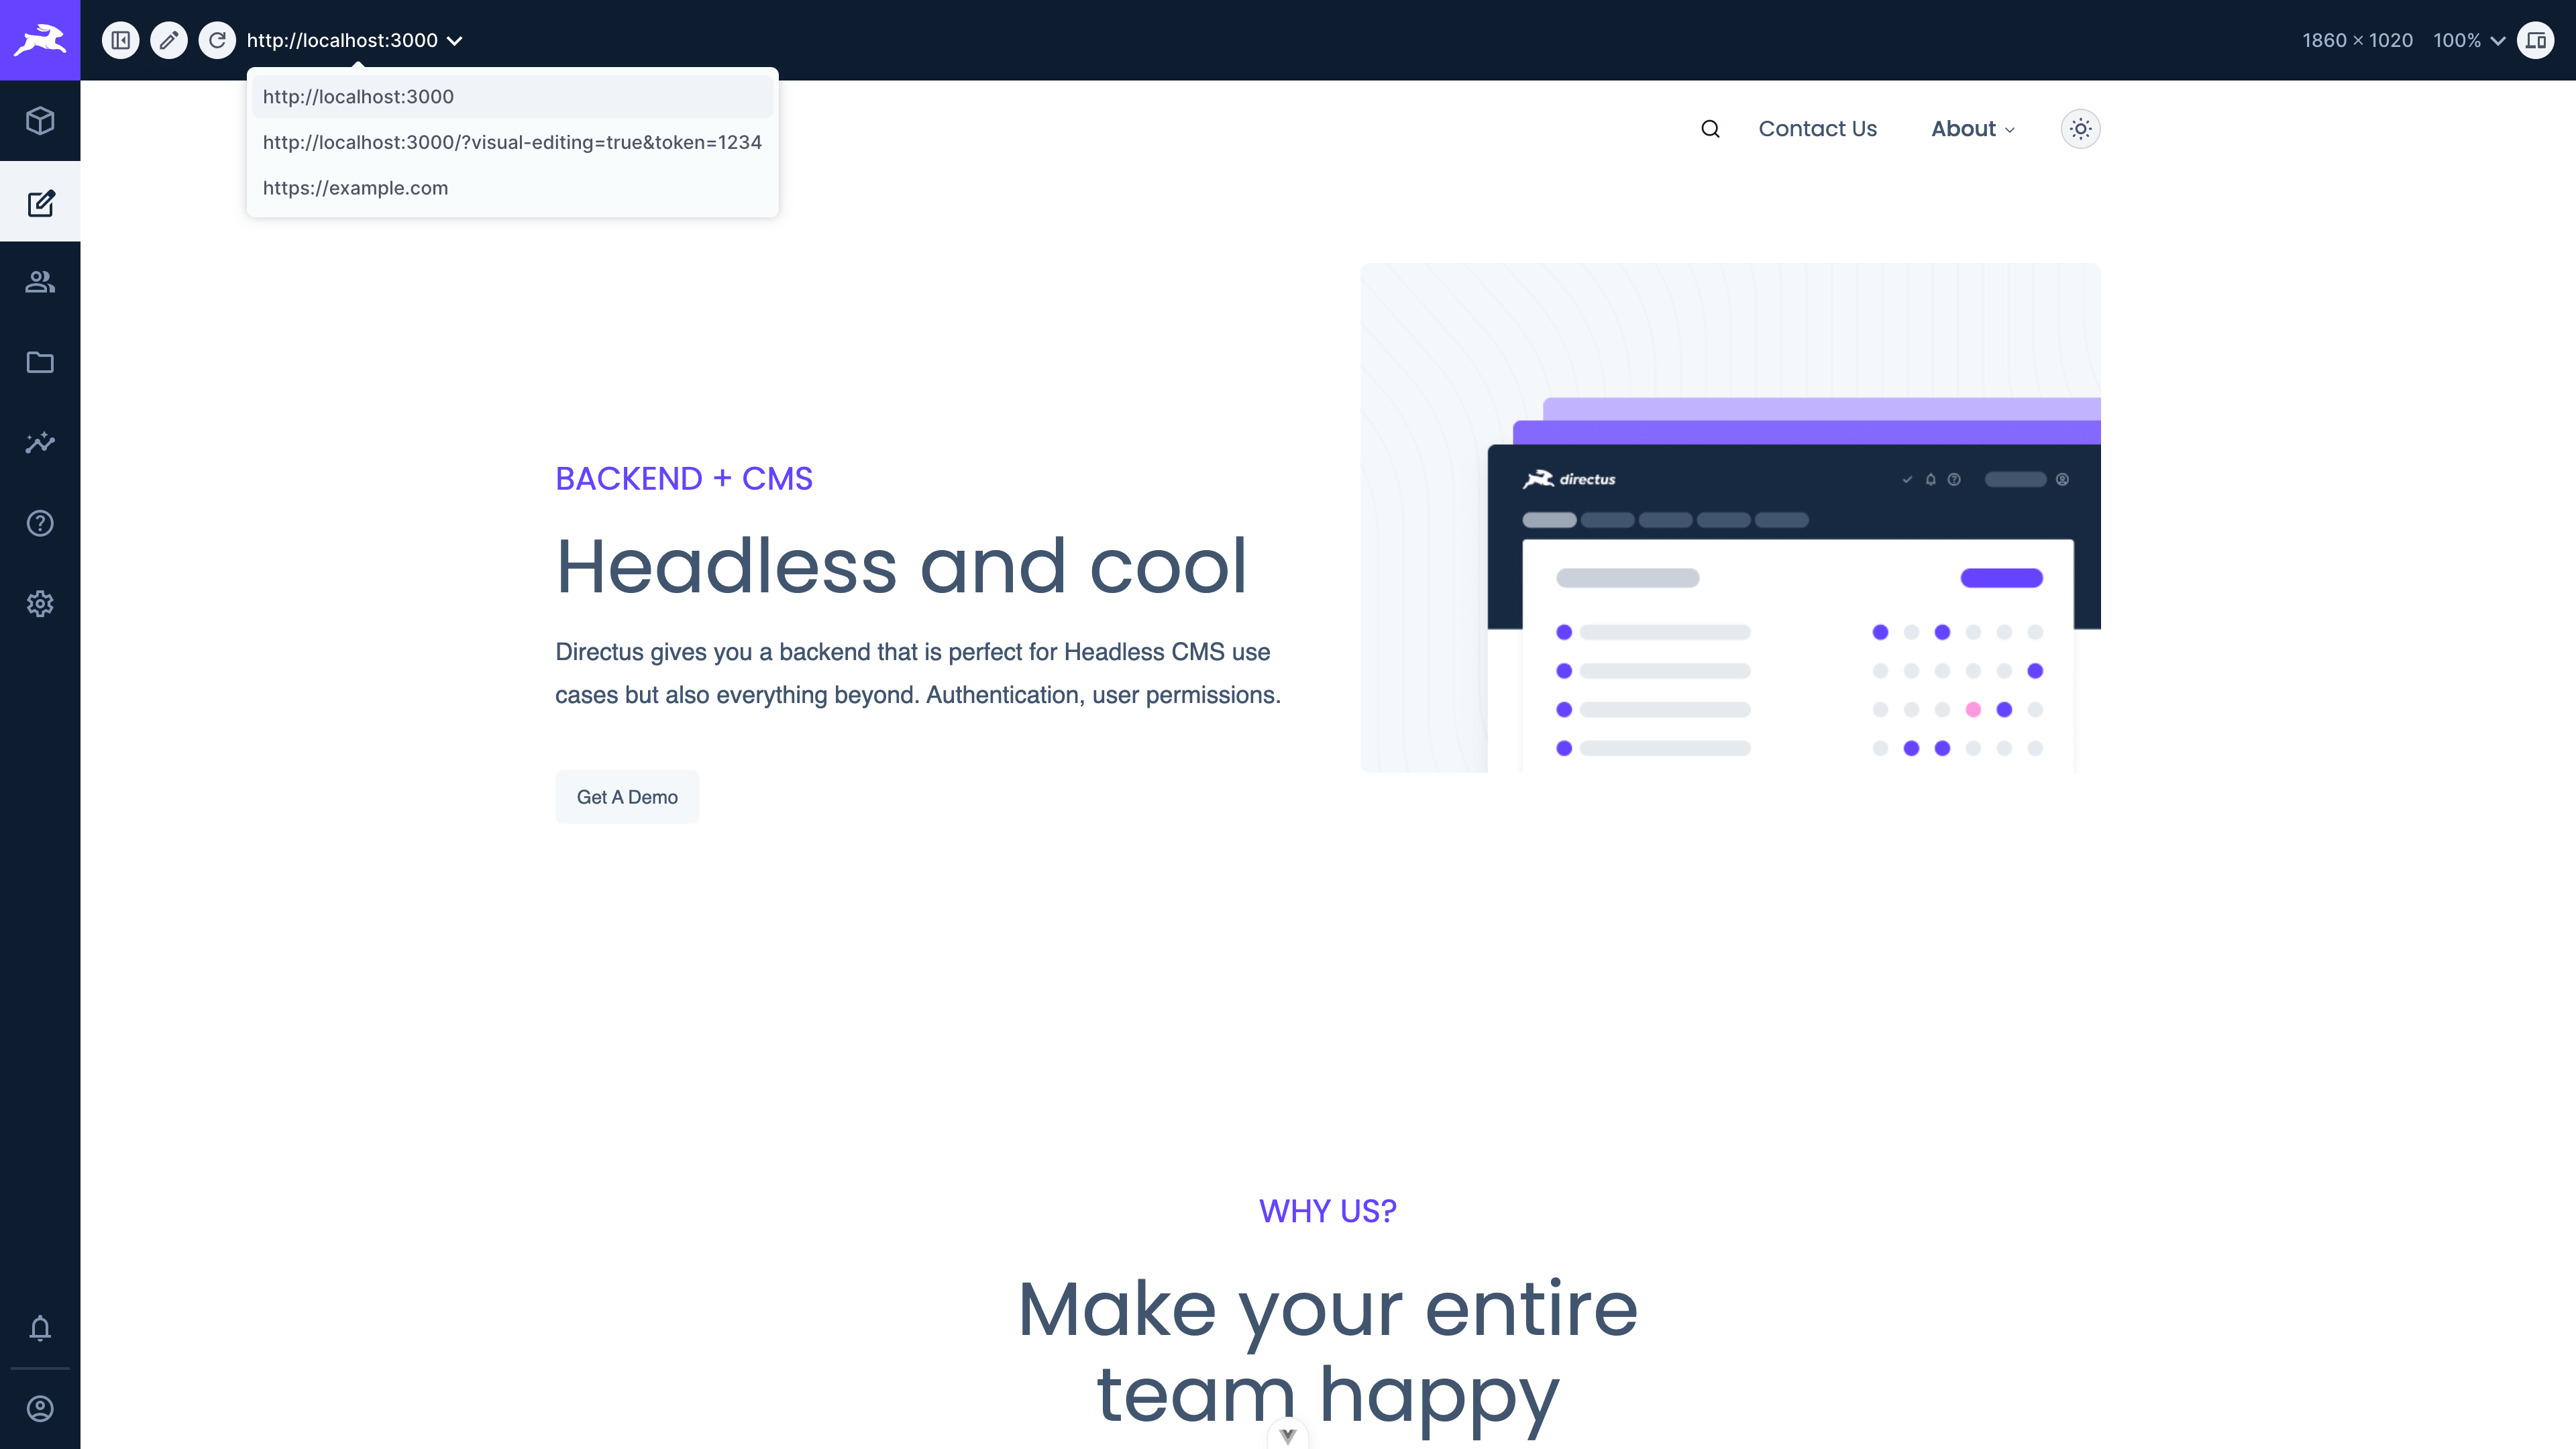 http://localhost:3000
1860 × 1020 100%
http://localhost:3000
http://localhost:3000/?visual-editing=true&token=1234
https://example.com
Contact Us About
BACKEND + CMS
Headless and cool
Directus gives you a backend that is perfect for Headless CMS use
cases but also everything beyond. Authentication, user permissions.
Get A Demo
directus
WHY US?
Make your entire
team happy